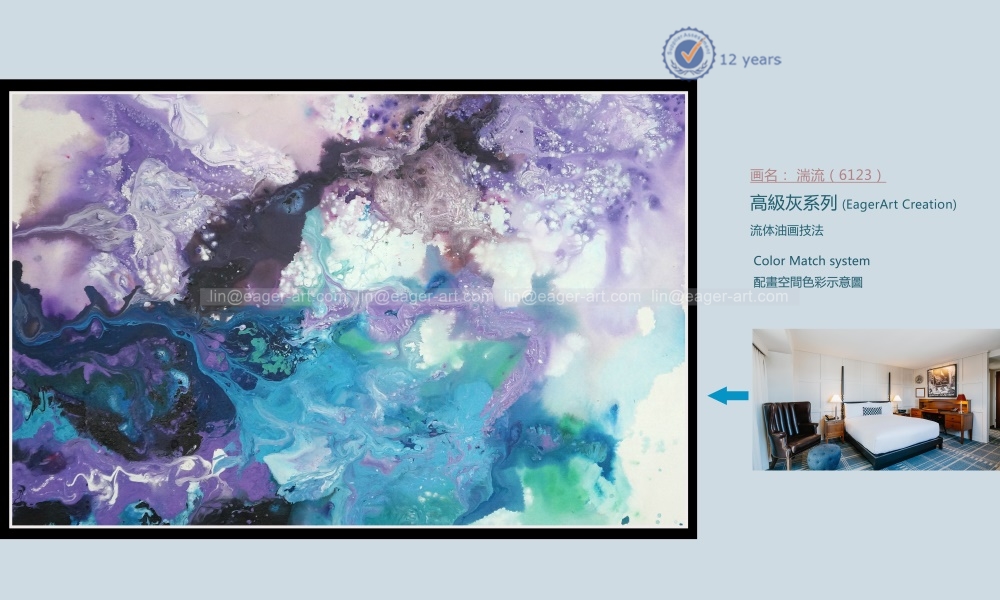 12 years
画名： 湍流（6123）
高級灰系列 (EagerArt Creation)
流体油画技法
Color Match system
配畫空間色彩示意圖
lin@eager-art.com lin@eager-art.com lin@eager-art.com lin@eager-art.com